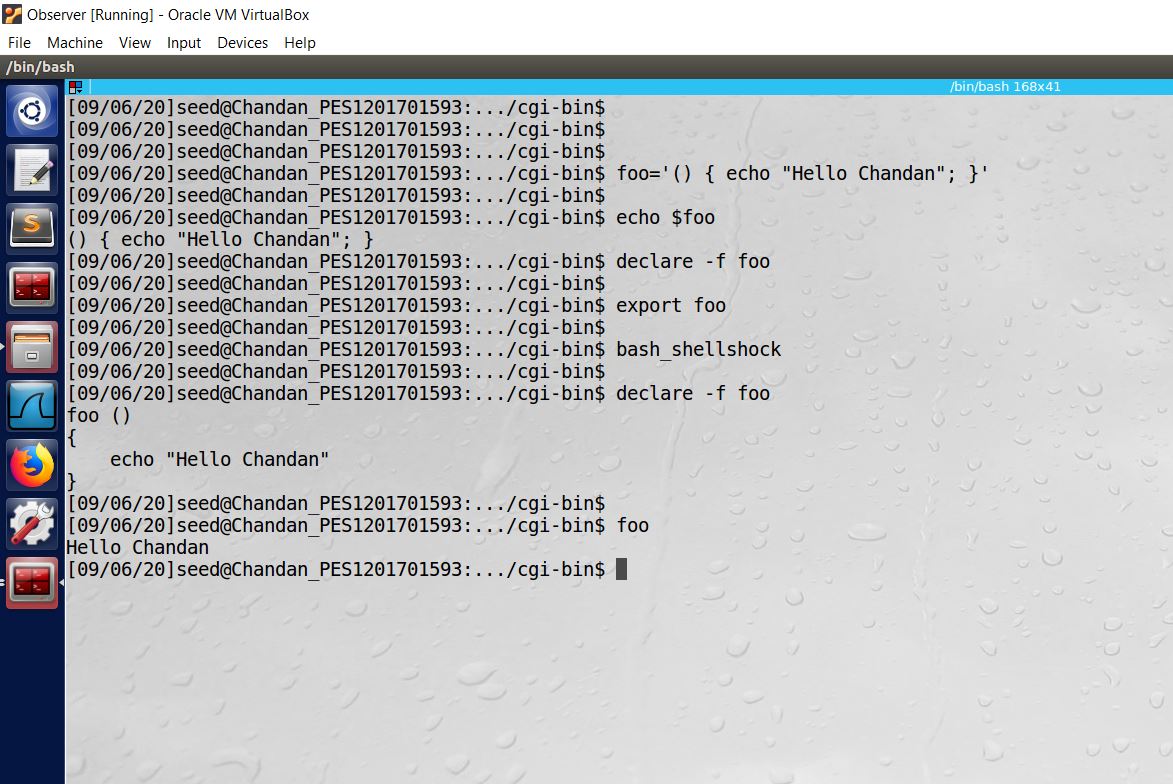 Observer [Running] - Oracle VM VirtualBox
File Machine View Input Devices Help
/bin/bash
/bin/bash 168x41
[09/06/20]seed@Chandan_PES1201701593:.../cgi-bin$
[09/06/20]seed@Chandan_PES1201701593:.../cgi-bin$
[09/06/20]seed@Chandan_PES1201701593:.../cgi-bin$
[09/06/20]seed@Chandan_PES1201701593:.../cgi-bin$ foo='() { echo "Hello Chandan"; }'
[09/06/20]seed@Chandan_PES1201701593:.../cgi-bin$
[09/06/20]seed@Chandan_PES1201701593:.../cgi-bin$ echo $foo
() { echo "Hello Chandan"; }
[09/06/20]seed@Chandan_PES1201701593:.../cgi-bin$ declare -f foo
[09/06/20]seed@Chandan_PES1201701593:.../cgi-bin$
[09/06/20]seed@Chandan_PES1201701593:.../cgi-bin$ export foo
[09/06/20]seed@Chandan_PES1201701593:.../cgi-bin$
[09/06/20]seed@Chandan_PES1201701593:.../cgi-bin$ bash_shellshock
[09/06/20]seed@Chandan_PES1201701593:.../cgi-bin$
[09/06/20]seed@Chandan_PES1201701593:.../cgi-bin$ declare -f foo
foo ()
{
    echo "Hello Chandan"
}
[09/06/20]seed@Chandan_PES1201701593:.../cgi-bin$
[09/06/20]seed@Chandan_PES1201701593:.../cgi-bin$ foo
Hello Chandan
[09/06/20]seed@Chandan_PES1201701593:.../cgi-bin$